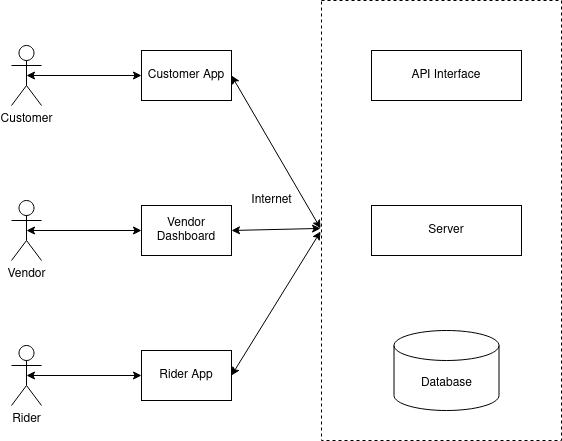 Customer App
API Interface
Customer
Internet
Vendor
Dashboard
Server
Vendor
Rider App
Database
Rider